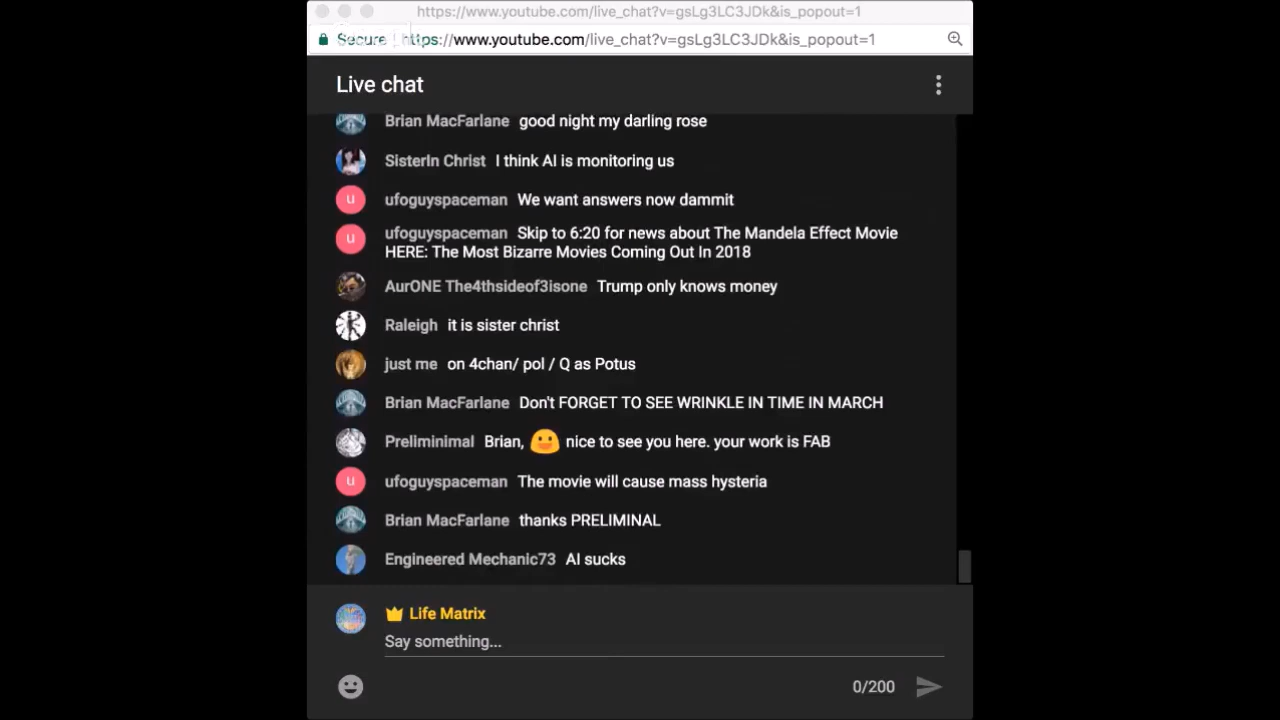 https://www.youtube.com/live_chat?v=gsLg3LC3JDk&is_popout=1
Secure https://www.youtube.com/live_chat?v=gsLg3LC3JDk&is_popout=1
Live chat
Brian MacFarlane good night my darling rose
SisterIn Christ I think AI is monitoring us
u ufoguyspaceman We want answers now dammit
u ufoguyspaceman Skip to 6:20 for news about The Mandela Effect Movie
HERE: The Most Bizarre Movies Coming Out In 2018
AurONE The4thsideof3isone Trump only knows money
Raleigh it is sister christ
just me on 4chan/ pol / Q as Potus
Brian MacFarlane Don't FORGET TO SEE WRINKLE IN TIME IN MARCH
Preliminimal Brian, nice to see you here. your work is FAB
u ufoguyspaceman The movie will cause mass hysteria
Brian MacFarlane thanks PRELIMINAL
Engineered Mechanic73 AI sucks
Life Matrix
Say something...
0/200